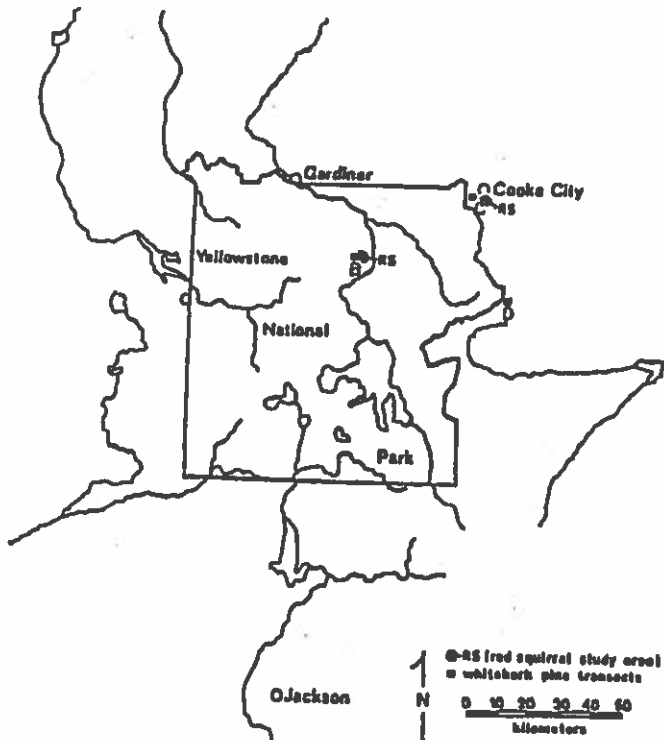 Gardiner
Cooke City
RS
Yellowstone
RS
National
Park
RS (red squirrel study area)
whitebark pine transects
N
OJackson
0 10 20 30 40 50
kilometers